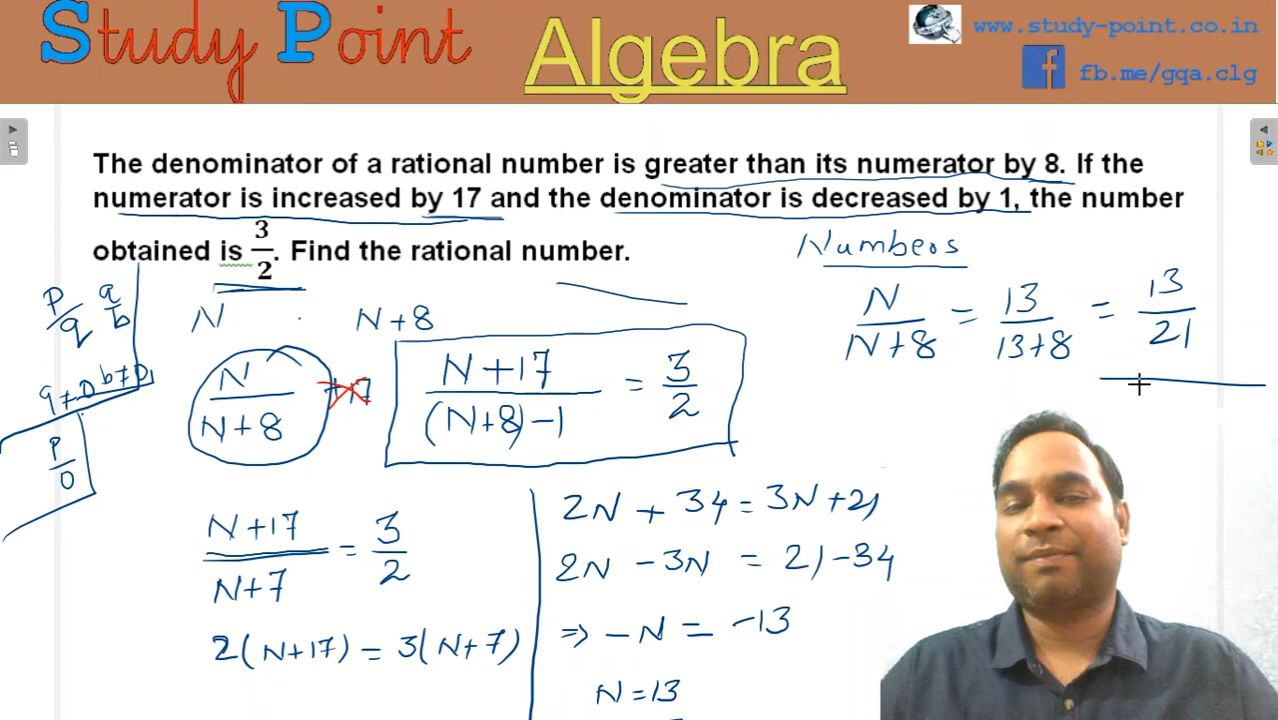 Study Point
Algebra
www.study-point.co.in
fb.me/gqa.clg
The denominator of a rational number is greater than its numerator by 8. If the
numerator is increased by 17 and the denominator is decreased by 1, the number
obtained is 3/2. Find the rational number.
Numbers
N/(N+8) = 13/(13+8) = 13/21
p/q a/b
q≠0 b≠0
P/0
N N+8
N/(N+8) +17
(N+17)/((N+8)-1) = 3/2
(N+17)/(N+7) = 3/2
2(N+17) = 3(N+7)
2N + 34 = 3N+21
2N - 3N = 21-34
⇒ -N = -13
N = 13